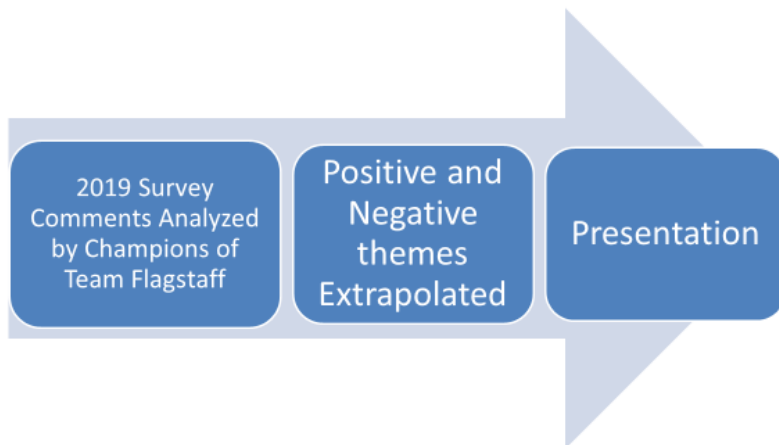 2019 Survey
Comments Analyzed
by Champions of
Team Flagstaff
Positive and
Negative
themes
Extrapolated
Presentation